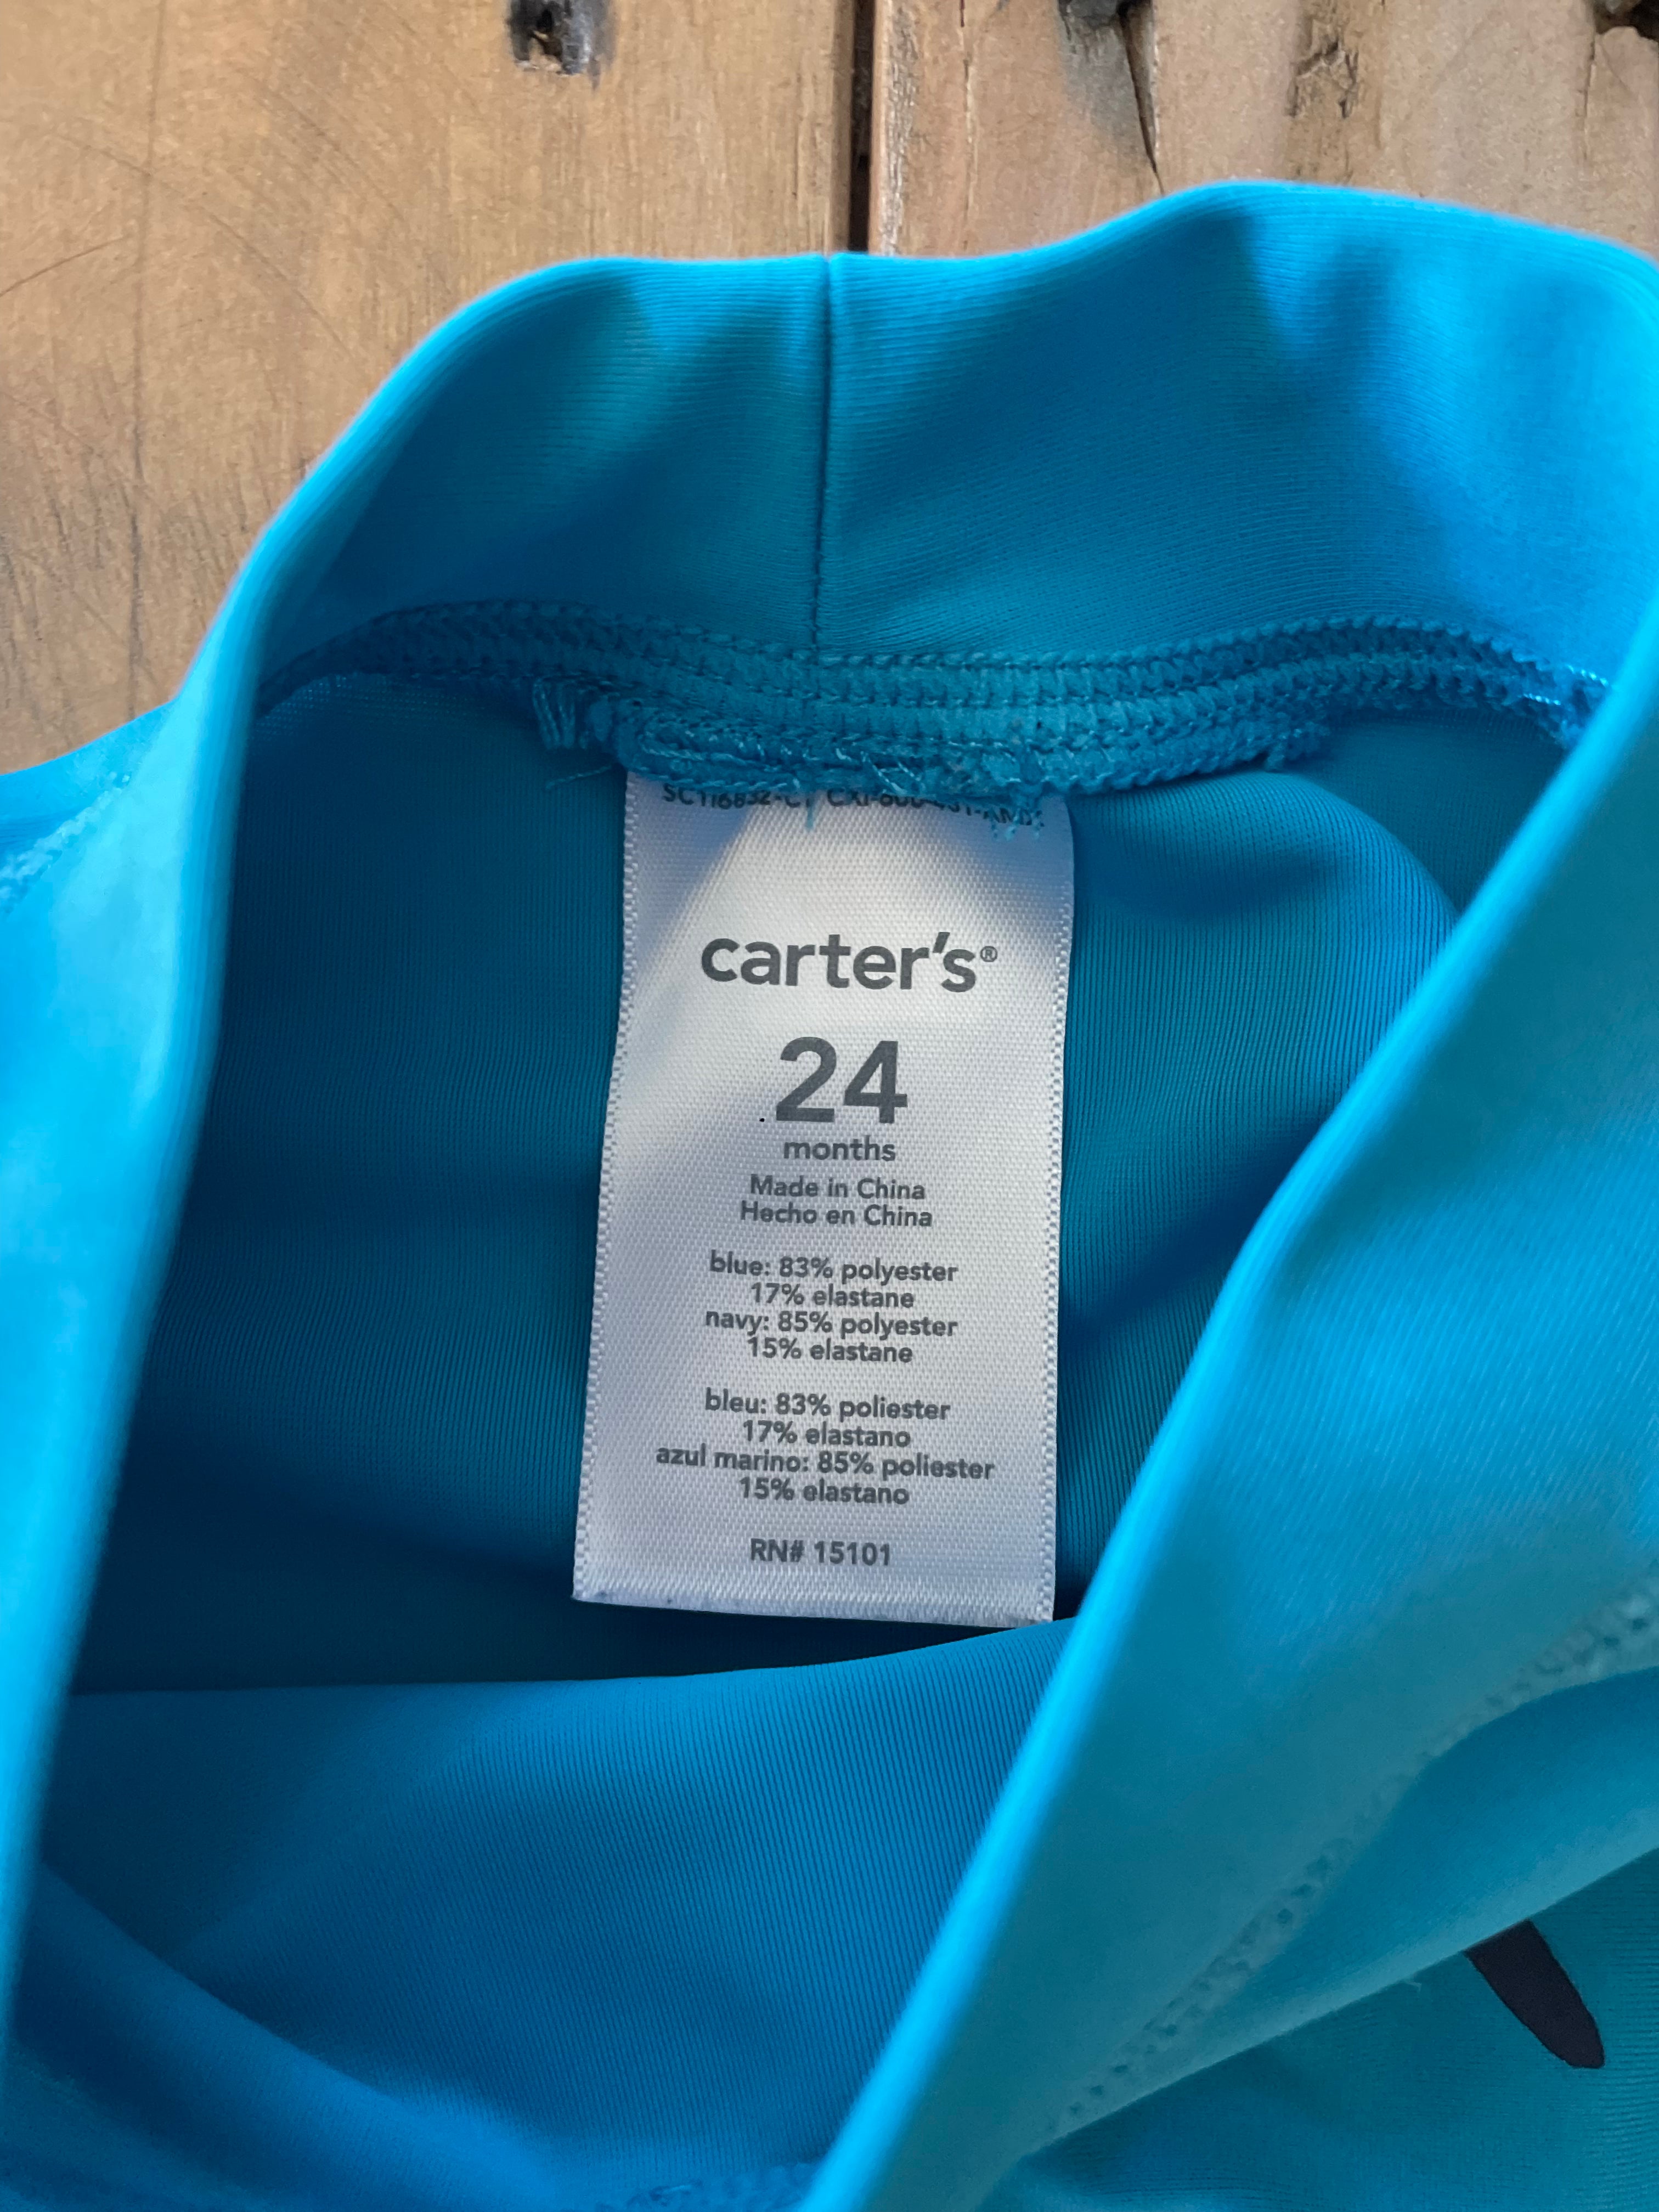 carter's®
24
months
Made in China
Hecho en China
blue: 83% polyester
17% elastane
navy: 85% polyester
15% elastane
bleu: 83% poliester
17% elastano
azul marino: 85% poliester
15% elastano
RN# 15101